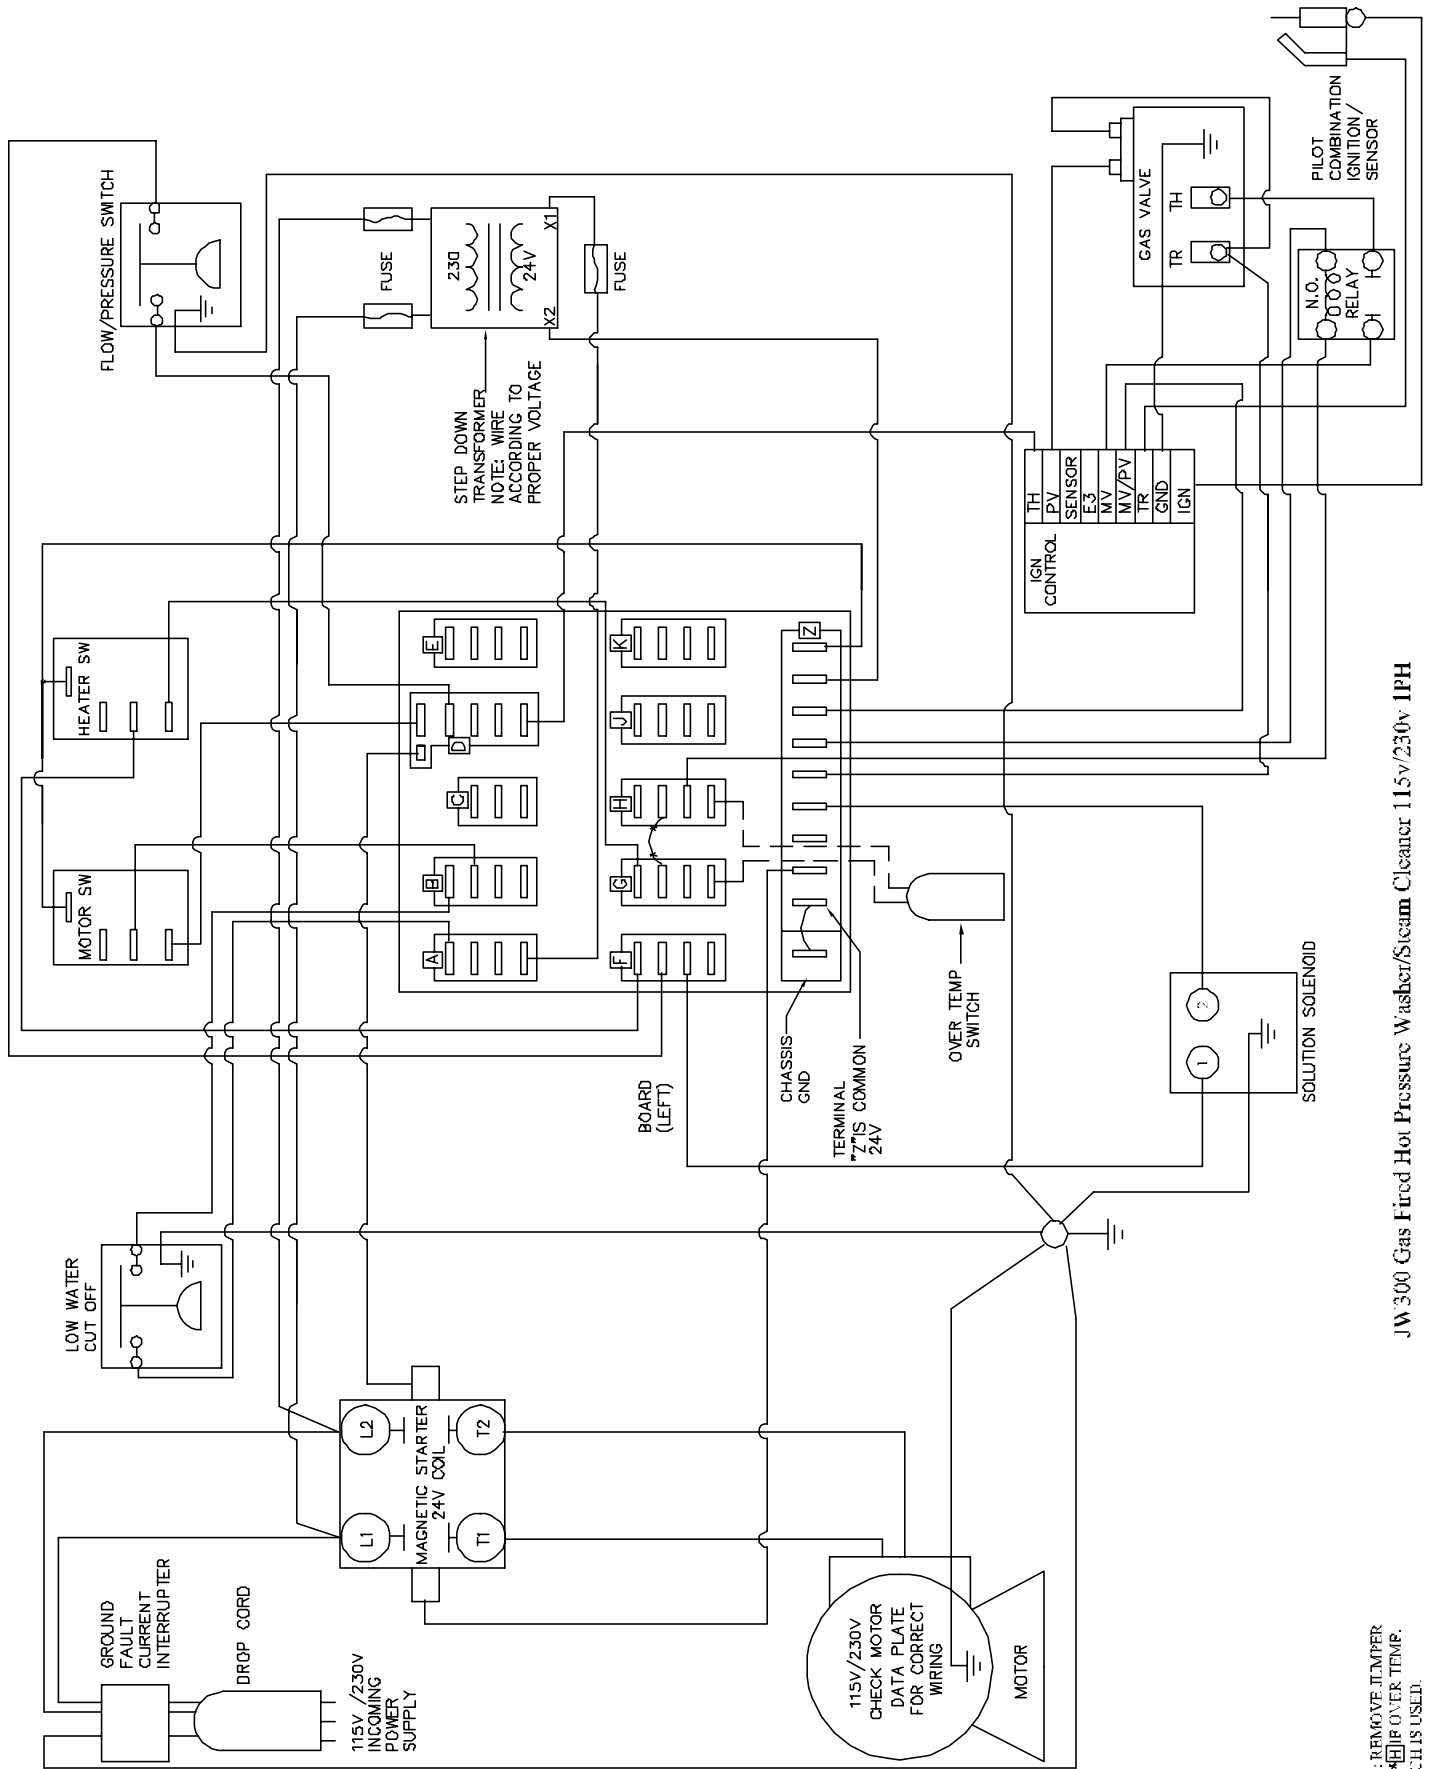 GROUND
FAULT
CURRENT
INTERRUPTER
DROP CORD
115V /230V
INCOMING
POWER
SUPPLY
LOW WATER
CUT OFF
L1
L2
T1
T2
MAGNETIC STARTER
24V COIL
115V/230V
CHECK MOTOR
DATA PLATE
FOR CORRECT
WIRING
MOTOR
MOTOR SW
HEATER SW
FLOW/PRESSURE SWITCH
FUSE
230
24V
X2
X1
FUSE
STEP DOWN
TRANSFORMER
NOTE: WIRE
ACCORDING TO
PROPER VOLTAGE
A
B
C
D
E
F
G
H
J
K
Z
BOARD
(LEFT)
CHASSIS
GND
TERMINAL
"Z"IS COMMON
24V
OVER TEMP
SWITCH
1
2
SOLUTION SOLENOID
IGN
CONTROL
TH
PV
SENSOR
E3
MV
MV/PV
TR
GND
IGN
GAS VALVE
TR
TH
N.O.
RELAY
PILOT
COMBINATION
IGNITION/
SENSOR
JW300 Gas Fired Hot Pressure Washer/Steam Cleaner 115v/230v 1PH
: REMOVE JUMPER
H IF OVER TEMP.
CH IS USED.